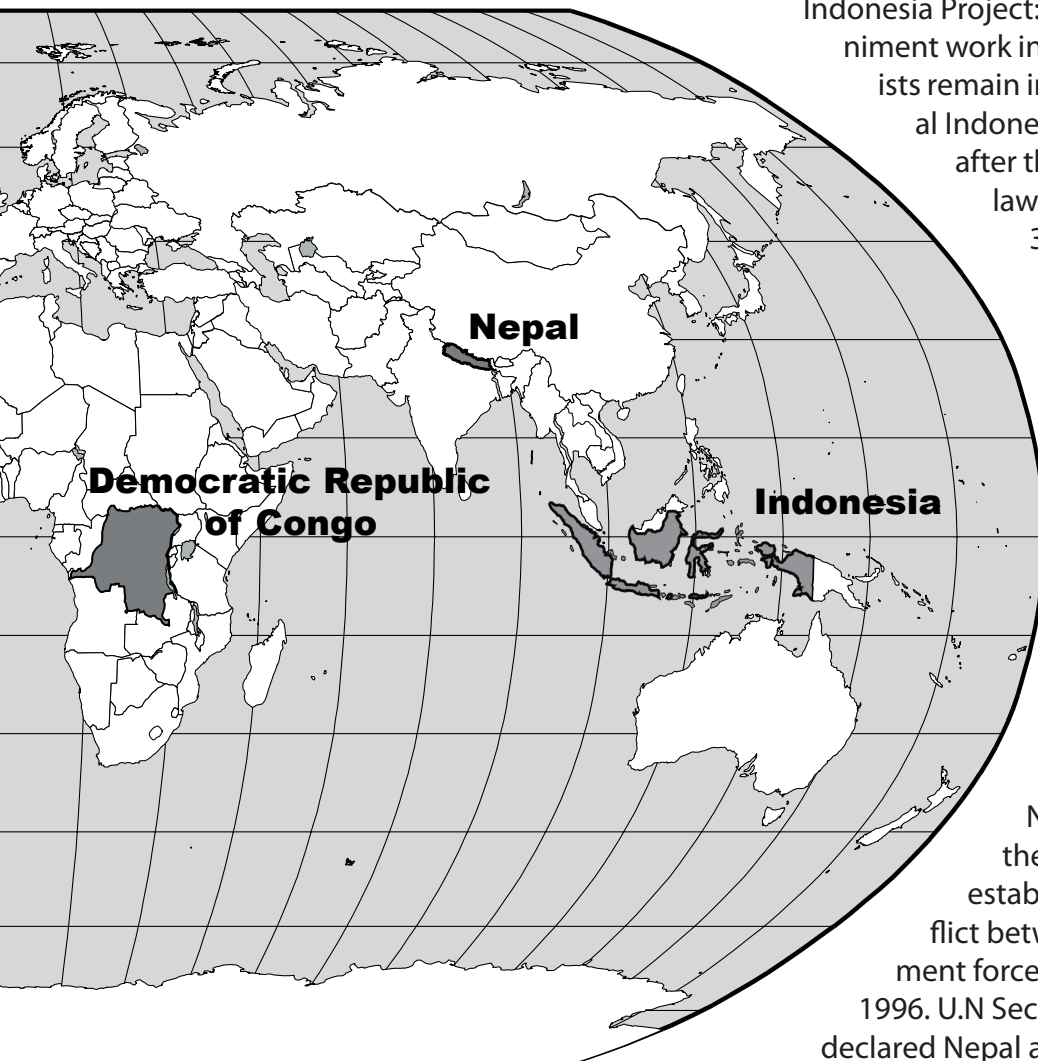 Indonesia Project:
niment work in
ists remain in
al Indone
after th
law
3
Nepal
Democratic Republic
of Congo
Indonesia
N
the
estab
flict betw
ment force
1996. U.N Sec
declared Nepal a